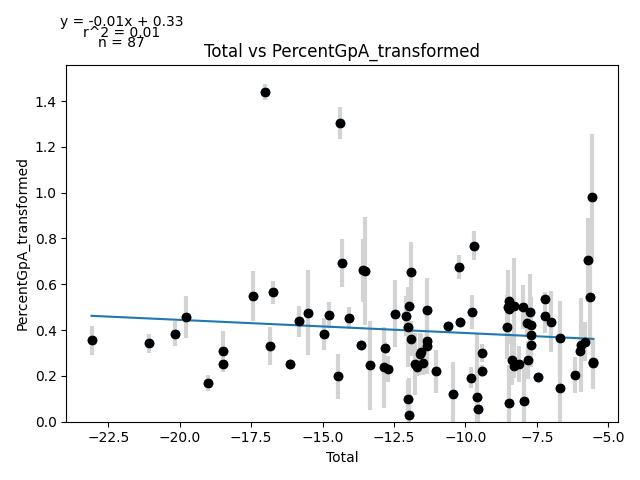 y = -0.01x + 0.33
r^2 = 0.01
n = 87
Total vs PercentGpA_transformed
PercentGpA_transformed
1.4
1.2
1.0
0.8
0.6
0.4
0.2
0.0
−22.5 −20.0 −17.5 −15.0 −12.5 −10.0 −7.5 −5.0
Total